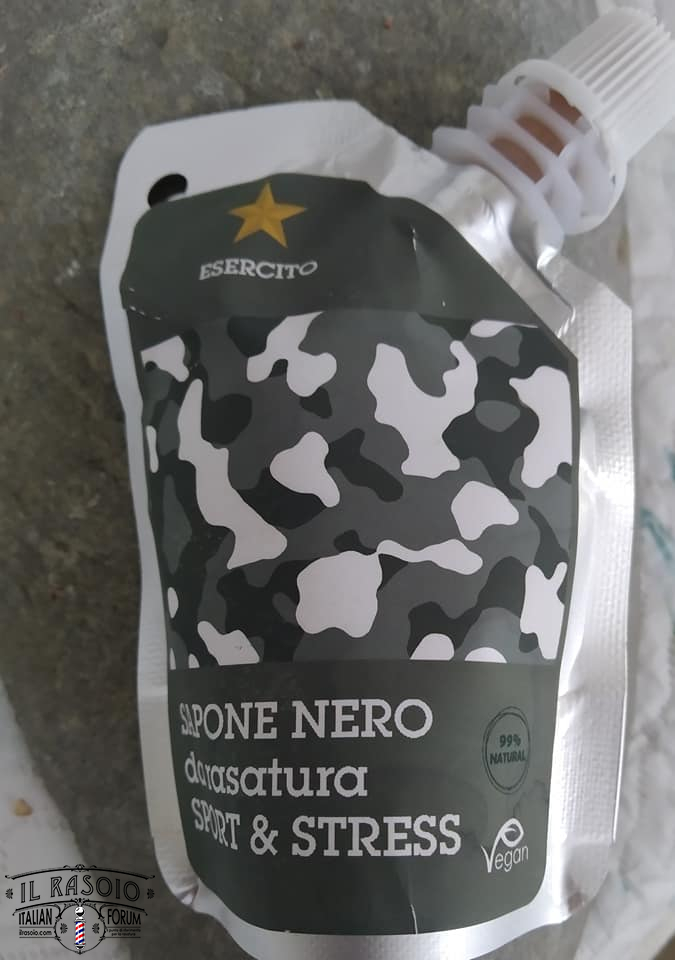 ESERCITO
SAPONE NERO
darasatura
SPORT & STRESS
99%
NATURAL
Vegan
IL RASOIO
ITALIAN FORUM
ilrasoio.com